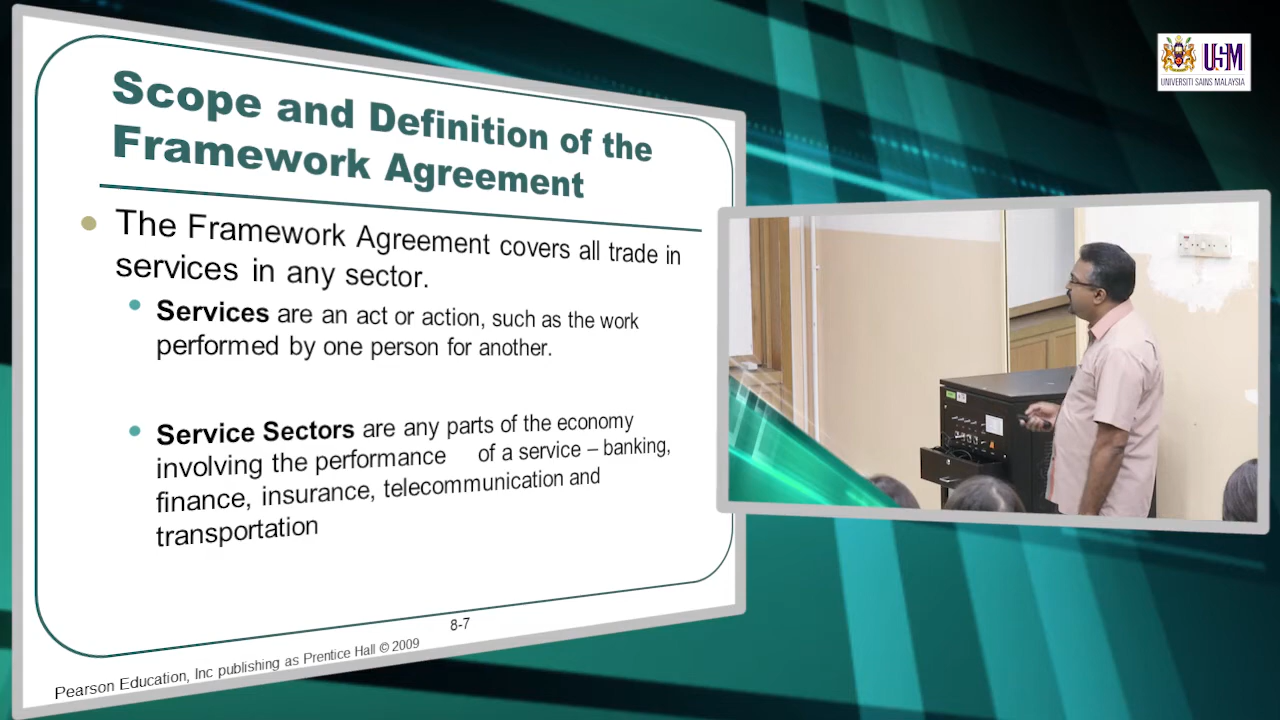 Scope and Definition of the
Framework Agreement
The Framework Agreement covers all trade in
services in any sector.
Services are an act or action, such as the work
performed by one person for another.
Service Sectors are any parts of the economy
involving the performance of a service – banking,
finance, insurance, telecommunication and
transportation
8-7
Pearson Education, Inc publishing as Prentice Hall © 2009
USM
UNIVERSITI SAINS MALAYSIA